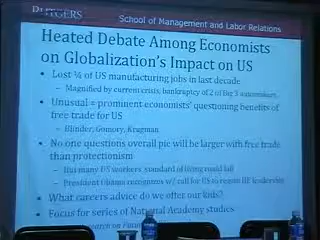 RUTGERS
School of Management and Labor Relations
Heated Debate Among Economists
on Globalization's Impact on US
• Lost ¼ of US manufacturing jobs in last decade
– Magnified by current crisis, bankruptcy of 2 of Big 3 automakers
• Unusual = prominent economists' questioning benefits of
free trade for US
– Blinder, Gomory, Krugman
• No one questions overall pie will be larger with free trade
than protectionism
– But many US workers' standard of living could fall
– President Obama recognizes w/ call for US to regain leadership
• What careers advice do we offer our kids?
• Focus for series of National Academy studies
Research on Future